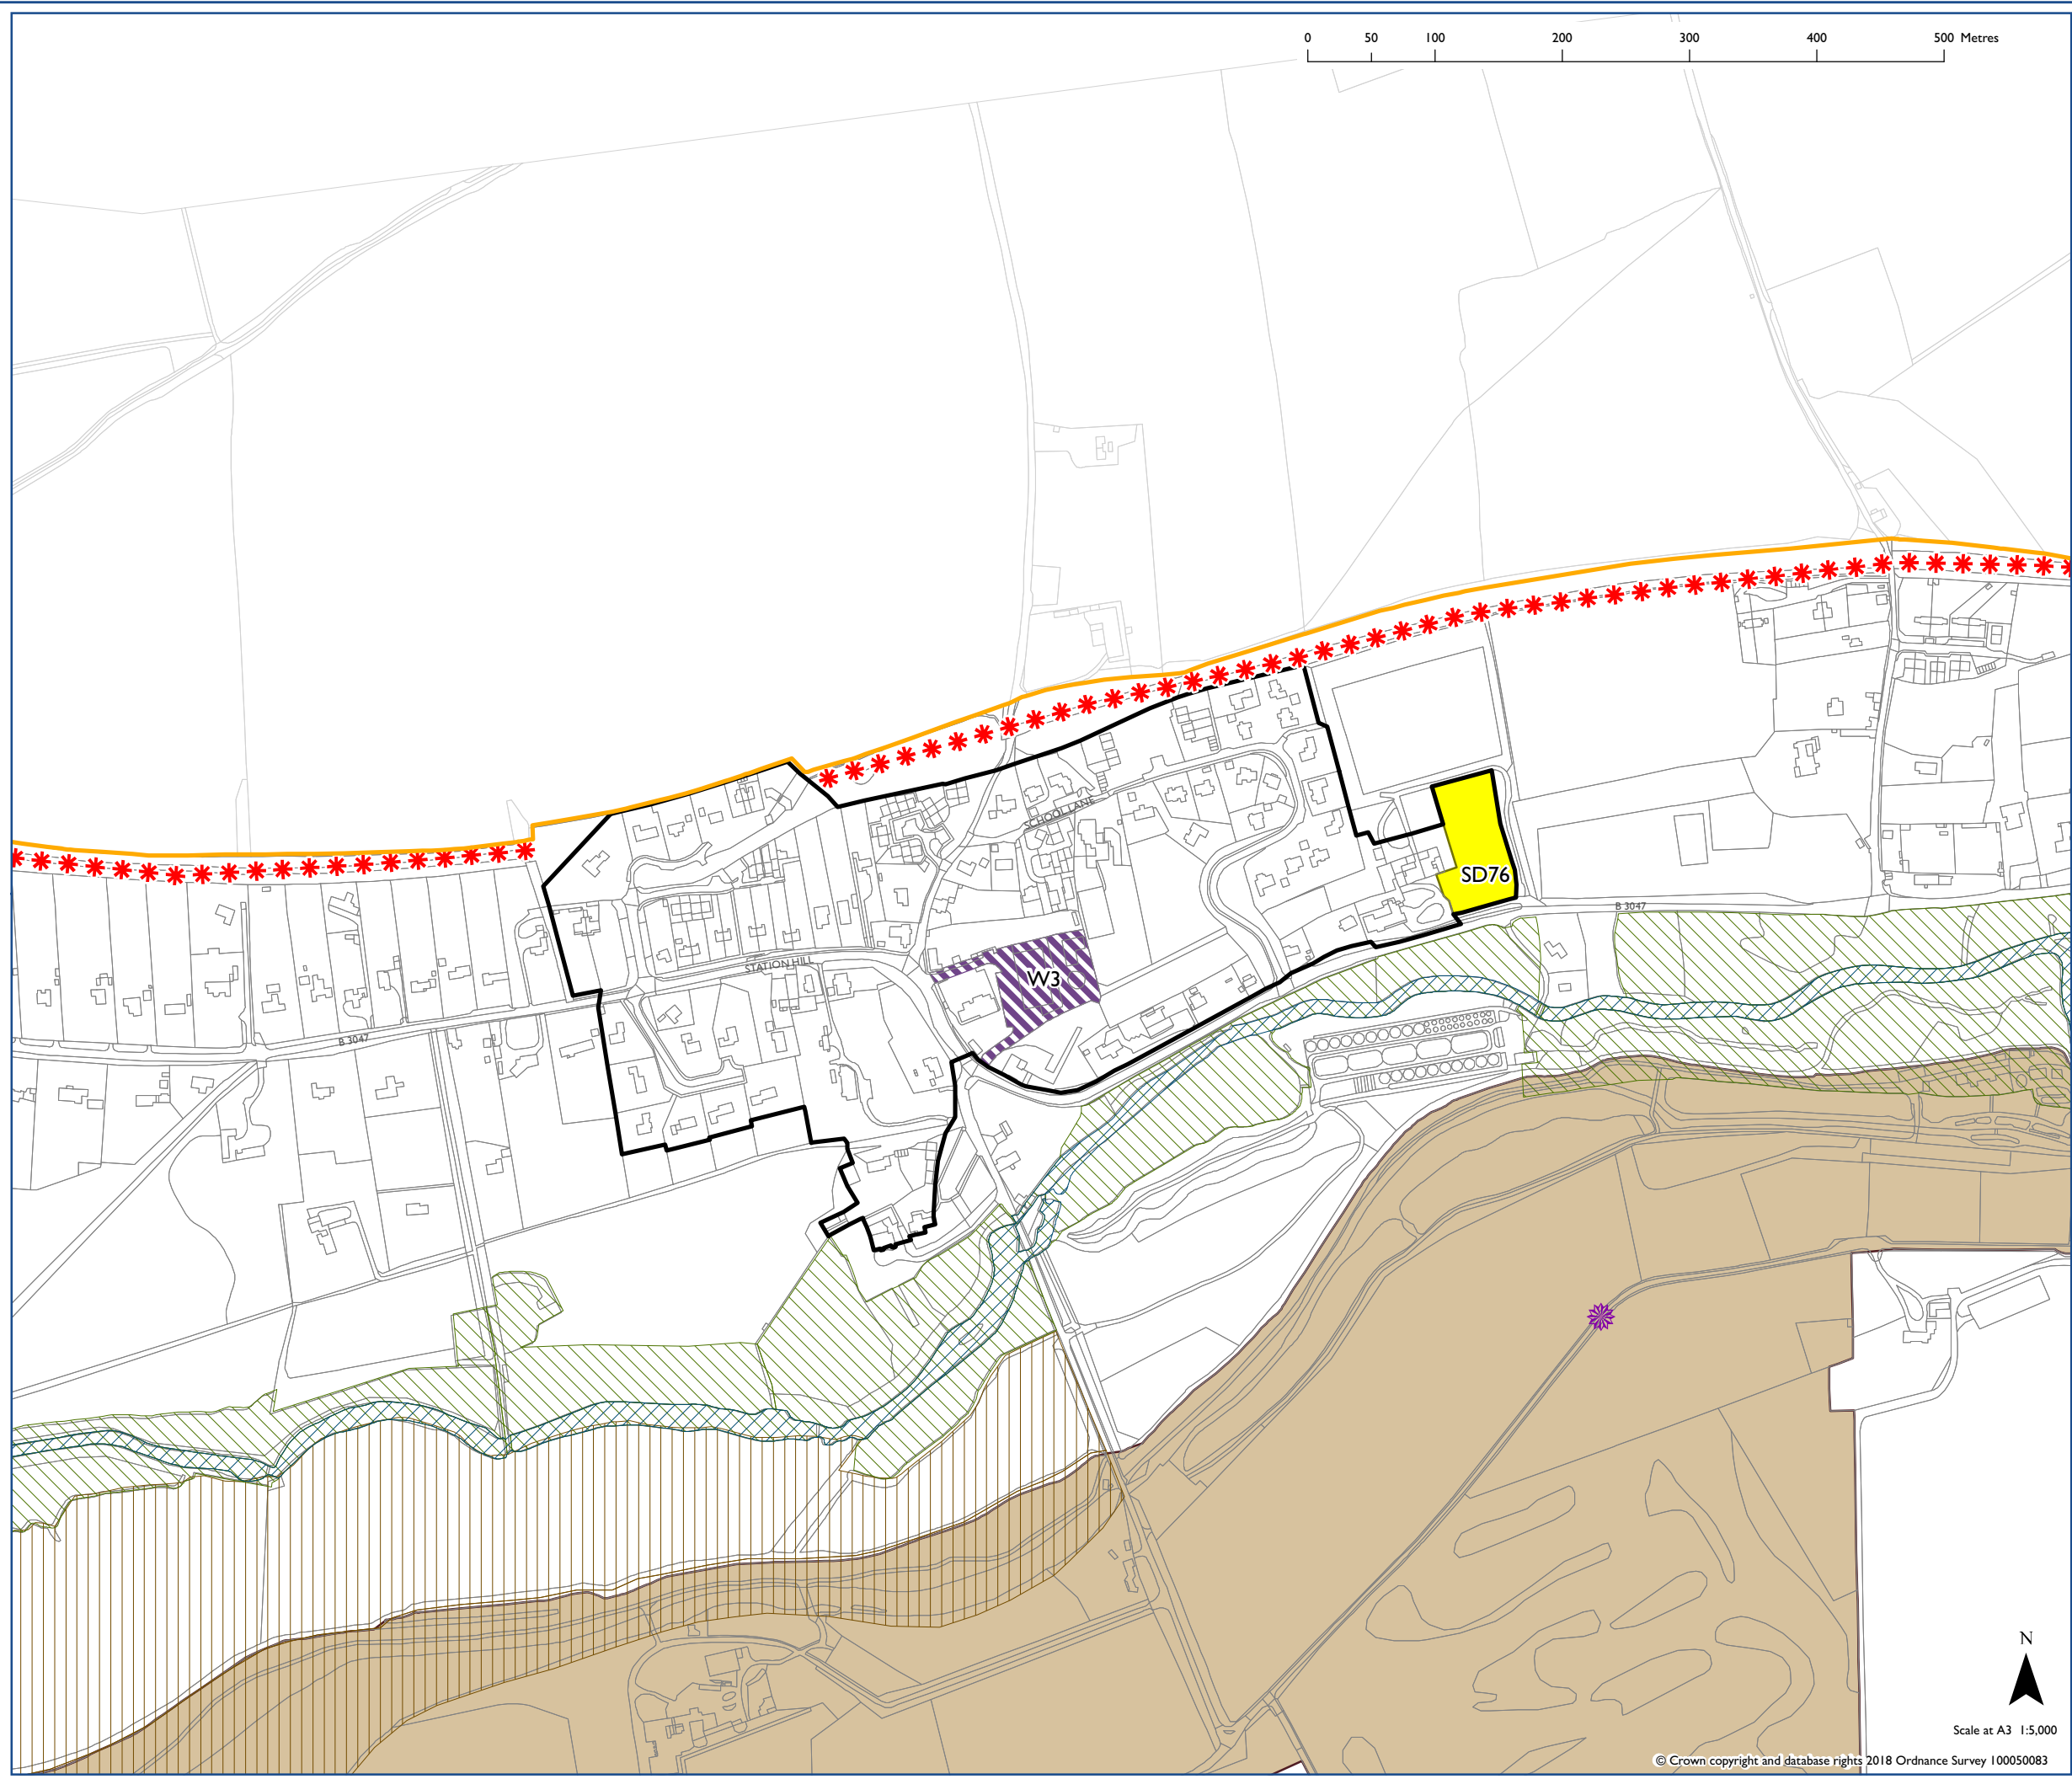 0 50 100 200 300 400 500 Metres
SCHOOL LANE
SD76
B 3047
STATION HILL
W3
B 3047
N
Scale at A3 1:5,000
© Crown copyright and database rights 2018 Ordnance Survey 100050083